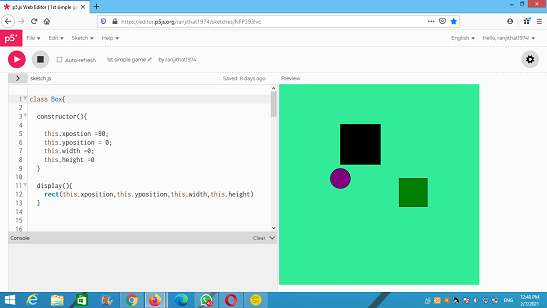 p5.js Web Editor | 1st simple gam
https://editor.p5js.org/ranjithat1974/sketches/NFP393lvc
p5*
File Edit Sketch Help English Hello, ranjithat1974!
Auto-refresh 1st simple game by ranjithat1974
sketch.js Saved: 8 days ago Preview
1 class Box{
2
3 constructor(){
4
5 this.xpostion =90;
6 this.yposition = 0;
7 this.width =0;
8 this.height =0
9 }
10
11 display(){
12 rect(this.xposition,this.yposition,this.width,this.height)
13 }
14
15
16
Console Clear
12:48 PM
2/7/2021